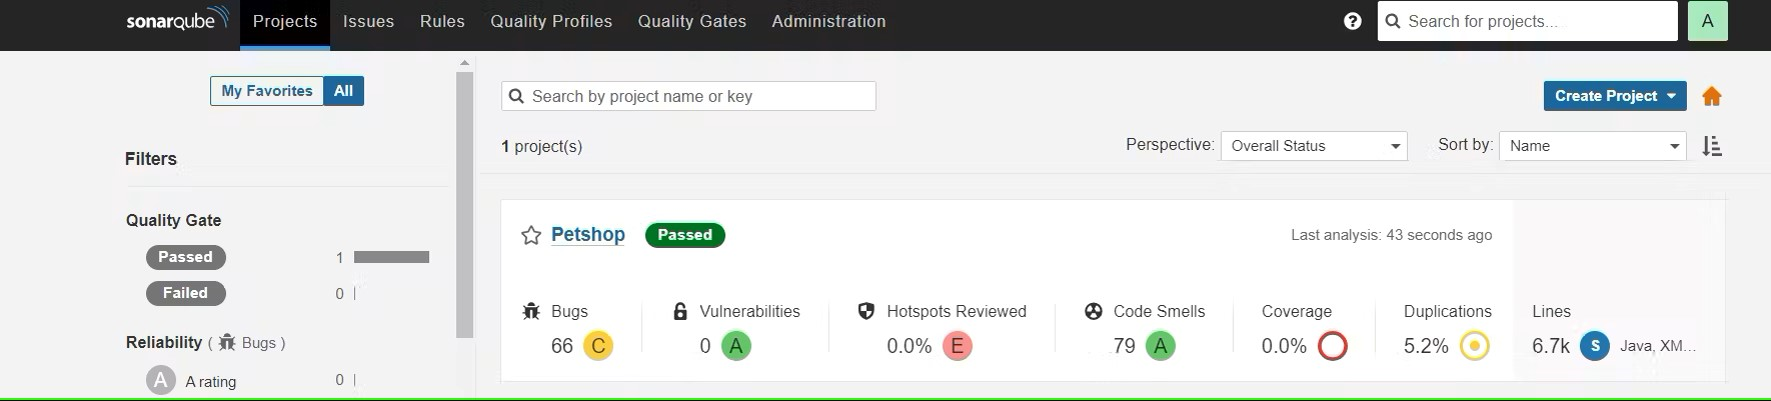 sonarqube Projects Issues Rules Quality Profiles Quality Gates Administration ? Search for projects... A
My Favorites All
Search by project name or key
Create Project
1 project(s)
Perspective: Overall Status
Sort by: Name
Filters
Quality Gate
Passed 1
Failed 0
Reliability ( Bugs )
A A rating 0
Petshop Passed
Last analysis: 43 seconds ago
Bugs
66 C
Vulnerabilities
0 A
Hotspots Reviewed
0.0% E
Code Smells
79 A
Coverage
0.0%
Duplications
5.2%
Lines
6.7k S Java, XM...